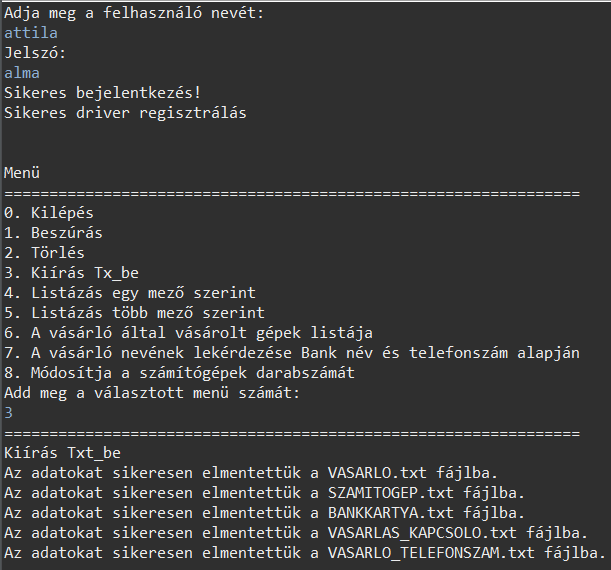 Adja meg a felhasználó nevét:
attila
Jelszó:
alma
Sikeres bejelentkezés!
Sikeres driver regisztrálás
Menü
================================================================
0. Kilépés
1. Beszúrás
2. Törlés
3. Kiírás Tx_be
4. Listázás egy mező szerint
5. Listázás több mező szerint
6. A vásárló által vásárolt gépek listája
7. A vásárló nevének lekérdezése Bank név és telefonszám alapján
8. Módosítja a számítógépek darabszámát
Add meg a választott menü számát:
3
================================================================
Kiírás Txt_be
Az adatokat sikeresen elmentettük a VASARLO.txt fájlba.
Az adatokat sikeresen elmentettük a SZAMITOGEP.txt fájlba.
Az adatokat sikeresen elmentettük a BANKKARTYA.txt fájlba.
Az adatokat sikeresen elmentettük a VASARLAS_KAPCSOLO.txt fájlba.
Az adatokat sikeresen elmentettük a VASARLO_TELEFONSZAM.txt fájlba.